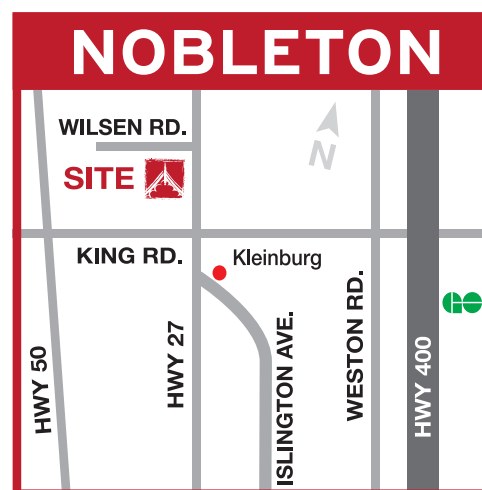 NOBLETON
WILSEN RD.
N
SITE
KING RD.
Kleinburg
HWY 50
HWY 27
ISLINGTON AVE.
WESTON RD.
HWY 400
GO